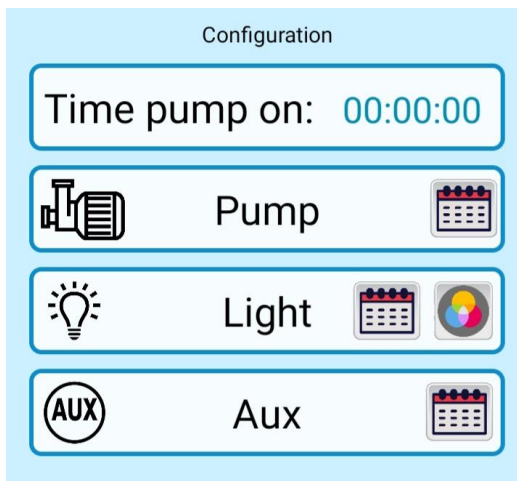 Configuration
Time pump on: 00:00:00
Pump
Light
AUX Aux